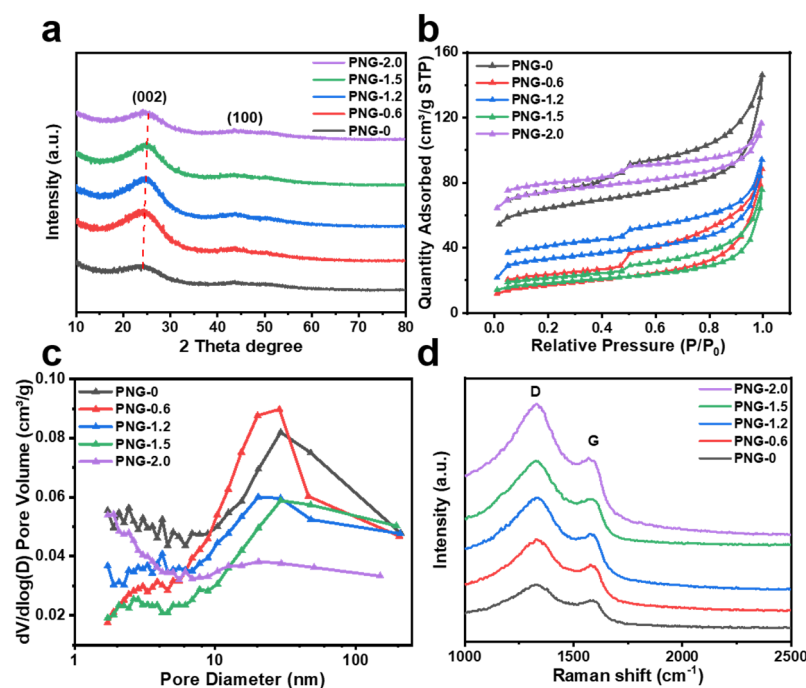 a
PNG-2.0
PNG-1.5
PNG-1.2
PNG-0.6
PNG-0
(002)
(100)
Intensity (a.u.)
10 20 30 40 50 60 70 80
2 Theta degree
b
160
120
80
40
0
PNG-0
PNG-0.6
PNG-1.2
PNG-1.5
PNG-2.0
Quantity Adsorbed (cm³/g STP)
0.0 0.2 0.4 0.6 0.8 1.0
Relative Pressure (P/P₀)
c
0.10
0.08
0.06
0.04
0.02
PNG-0
PNG-0.6
PNG-1.2
PNG-1.5
PNG-2.0
dV/dlog(D) Pore Volume (cm³/g)
1 10 100
Pore Diameter (nm)
d
D
G
PNG-2.0
PNG-1.5
PNG-1.2
PNG-0.6
PNG-0
Intensity (a.u.)
1000 1500 2000 2500
Raman shift (cm⁻¹)